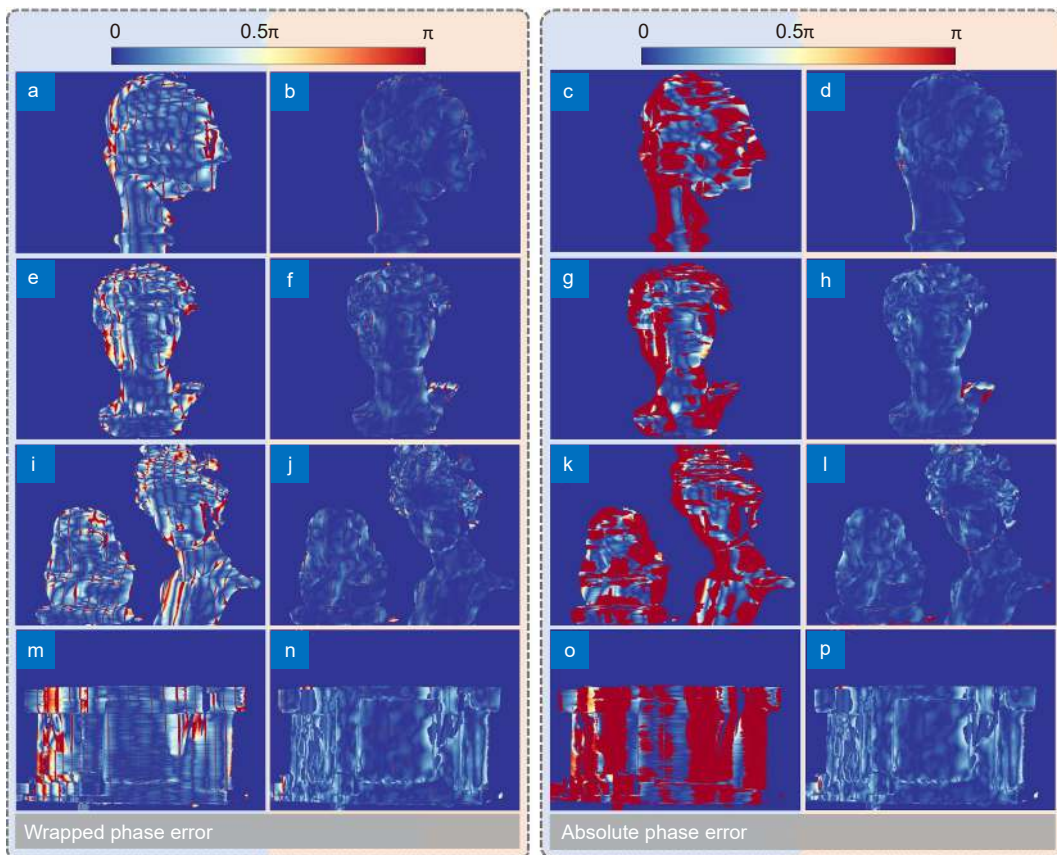 0 0.5π π
0 0.5π π
a b c d
e f g h
i j k l
m n o p
Wrapped phase error
Absolute phase error